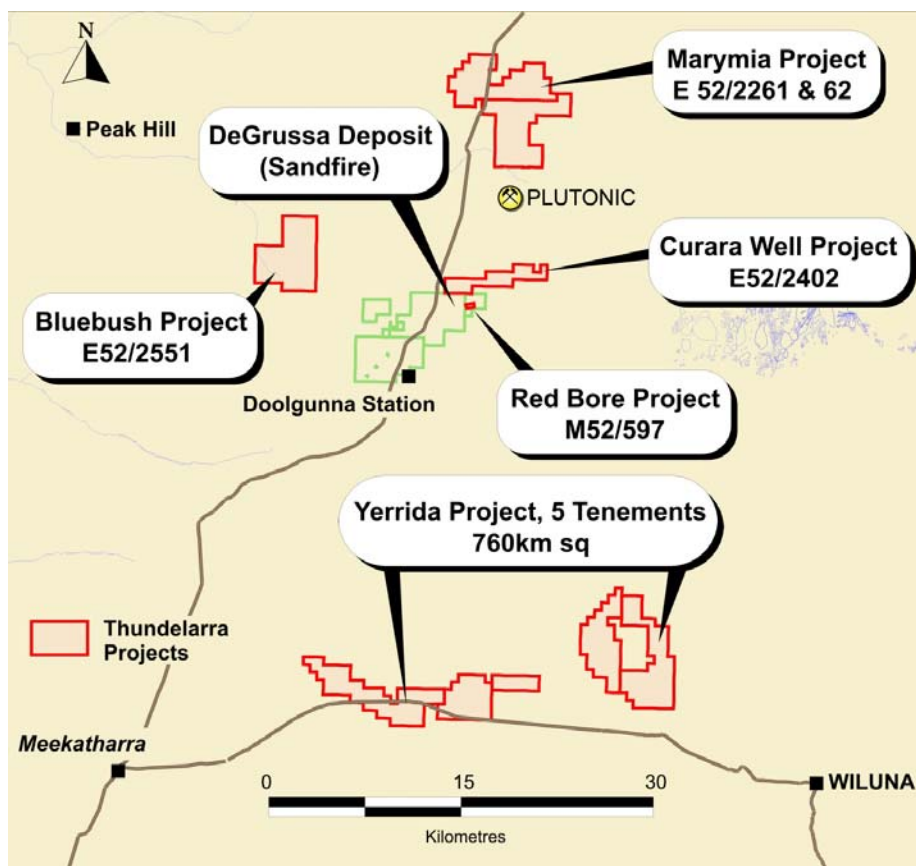 N
Marymia Project
E 52/2261 & 62
Peak Hill
DeGrussa Deposit
(Sandfire)
PLUTONIC
Curara Well Project
E52/2402
Bluebush Project
E52/2551
Doolgunna Station
Red Bore Project
M52/597
Yerrida Project, 5 Tenements
760km sq
Thundelarra
Projects
Meekatharra
WILUNA
0 15 30
Kilometres